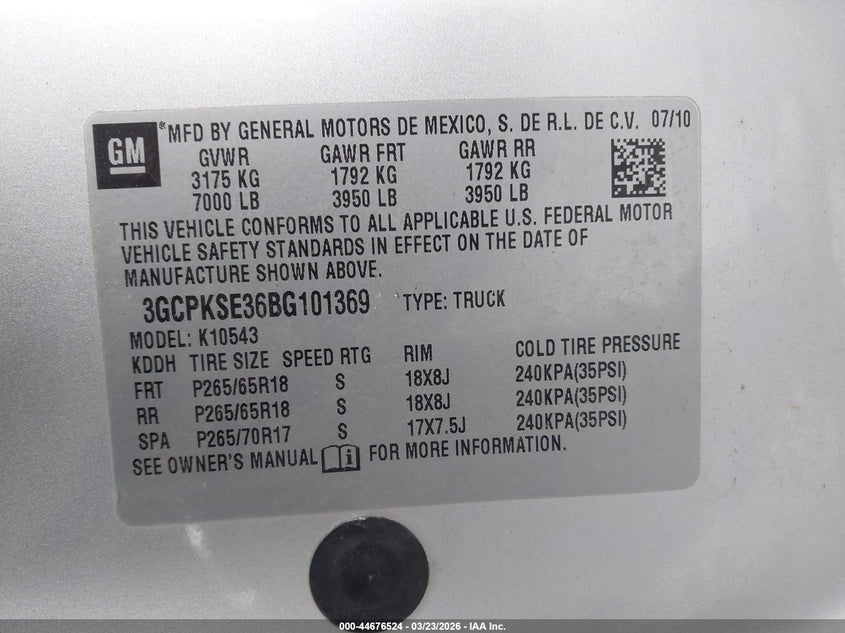 GM
® MFD BY GENERAL MOTORS DE MEXICO, S. DE R.L. DE C.V. 07/10
GVWR GAWR FRT GAWR RR
3175 KG 1792 KG 1792 KG
7000 LB 3950 LB 3950 LB
THIS VEHICLE CONFORMS TO ALL APPLICABLE U.S. FEDERAL MOTOR
VEHICLE SAFETY STANDARDS IN EFFECT ON THE DATE OF
MANUFACTURE SHOWN ABOVE.
3GCPKSE36BG101369 TYPE: TRUCK
MODEL: K10543
KDDH TIRE SIZE SPEED RTG RIM COLD TIRE PRESSURE
FRT P265/65R18 S 18X8J 240KPA(35PSI)
RR P265/65R18 S 18X8J 240KPA(35PSI)
SPA P265/70R17 S 17X7.5J 240KPA(35PSI)
SEE OWNER'S MANUAL i FOR MORE INFORMATION.
000-44676524 — 03/23/2026 — IAA Inc.